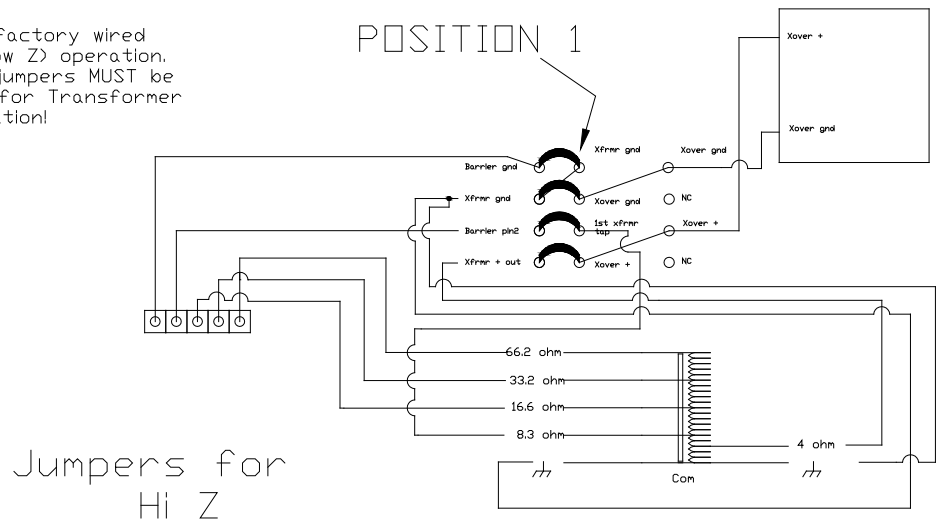 factory wired
w Z) operation.
jumpers MUST be
for Transformer
tion!
POSITION 1
Xover +
Xover gnd
Xfrmr gnd
Xover gnd
Barrier gnd
Xfrmr gnd
Xover gnd
NC
Barrier pin2
1st xfrmr
tap
Xover +
Xfrmr + out
Xover +
NC
66.2 ohm
33.2 ohm
16.6 ohm
8.3 ohm
4 ohm
Com
Jumpers for
Hi Z